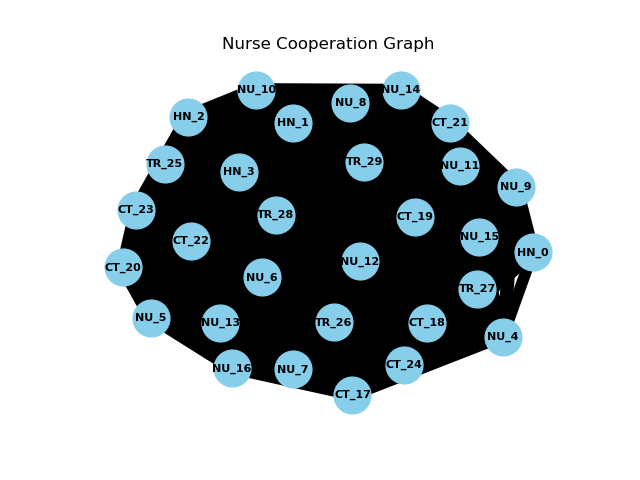 Nurse Cooperation Graph
NU_10
NU_14
NU_8
HN_2
HN_1
CT_21
TR_25
TR_29
NU_11
HN_3
NU_9
CT_23
TR_28
CT_19
CT_22
NU_15
HN_0
CT_20
NU_12
NU_6
TR_27
NU_5
NU_13
TR_26
CT_18
NU_4
NU_16
NU_7
CT_24
CT_17